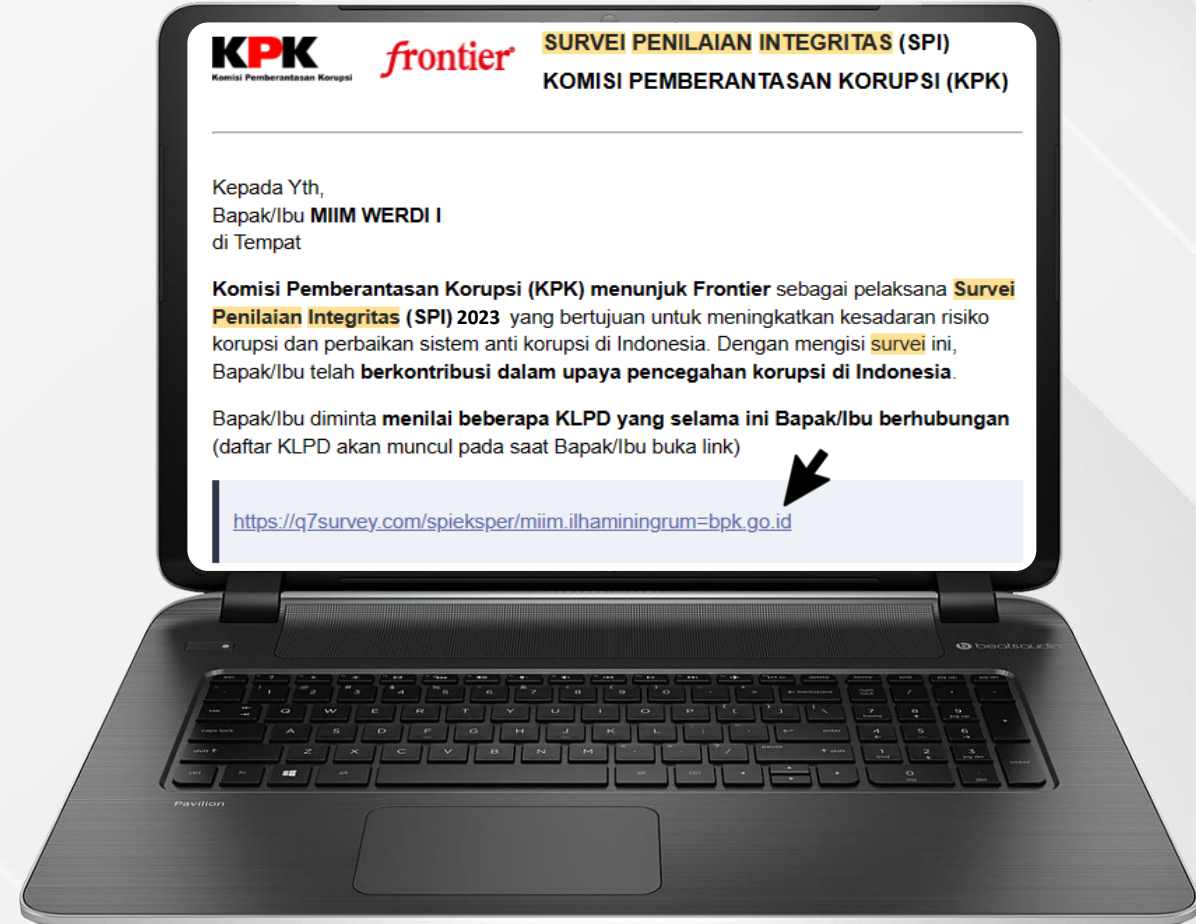 KPK
Komisi Pemberantasan Korupsi
frontier
SURVEI PENILAIAN INTEGRITAS (SPI)
KOMISI PEMBERANTASAN KORUPSI (KPK)
Kepada Yth,
Bapak/Ibu MIIM WERDI I
di Tempat
Komisi Pemberantasan Korupsi (KPK) menunjuk Frontier sebagai pelaksana Survei
Penilaian Integritas (SPI) 2023 yang bertujuan untuk meningkatkan kesadaran risiko
korupsi dan perbaikan sistem anti korupsi di Indonesia. Dengan mengisi survei ini,
Bapak/Ibu telah berkontribusi dalam upaya pencegahan korupsi di Indonesia.
Bapak/Ibu diminta menilai beberapa KLPD yang selama ini Bapak/Ibu berhubungan
(daftar KLPD akan muncul pada saat Bapak/Ibu buka link)
https://q7survey.com/spieksper/miim.ilhaminingrum=bpk.go.id
beatsaudio
Q W E R T Y U I O P
A S D F G H J K L
Z X C V B N M
Pavilion